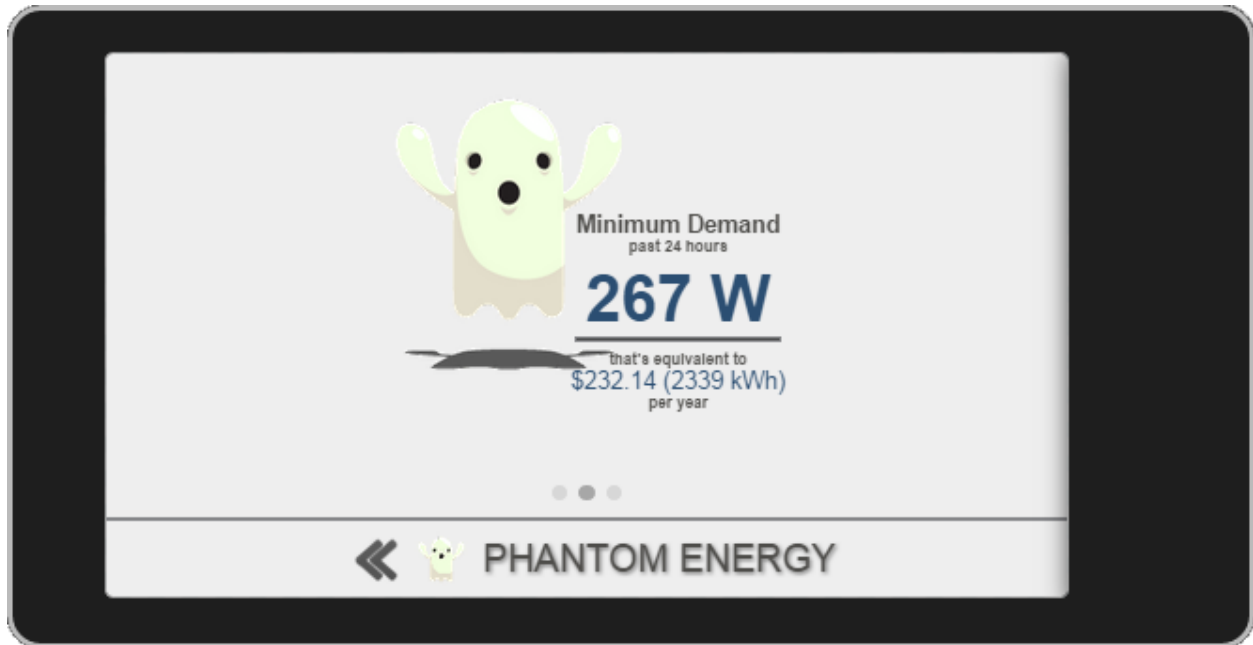 Minimum Demand
past 24 hours
267 W
that's equivalent to
$232.14 (2339 kWh)
per year
PHANTOM ENERGY